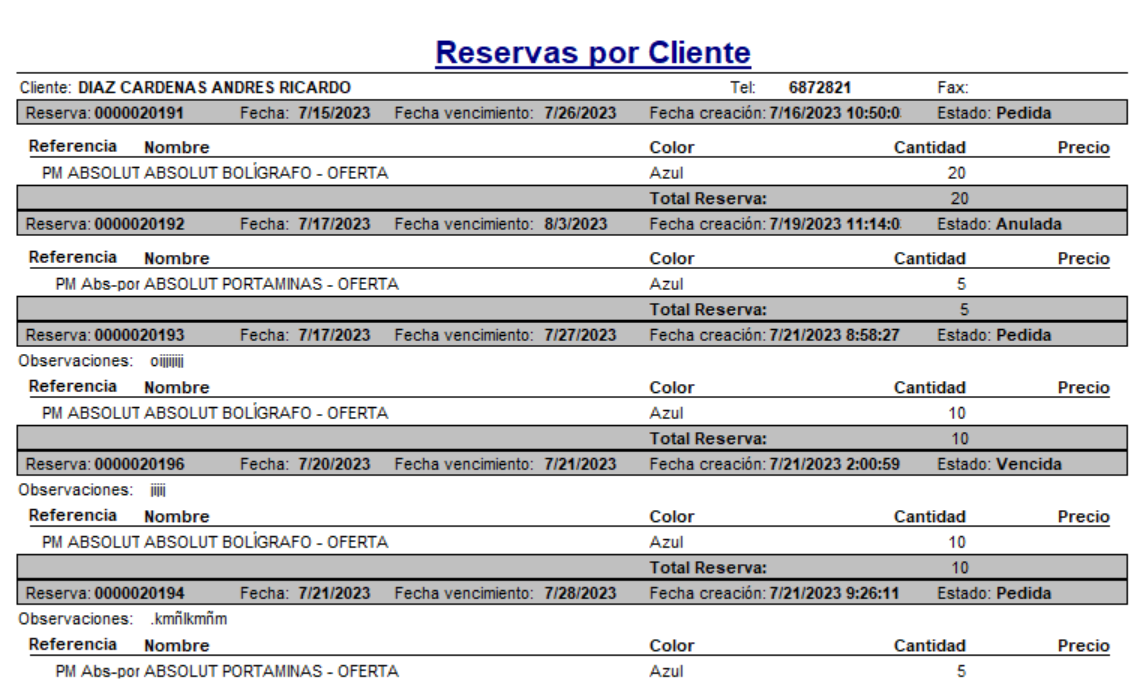 Reservas por Cliente
Cliente: DIAZ CARDENAS ANDRES RICARDO Tel: 6872821 Fax:
Reserva: 0000020191 Fecha: 7/15/2023 Fecha vencimiento: 7/26/2023 Fecha creación: 7/16/2023 10:50:0 Estado: Pedida
Referencia Nombre Color Cantidad Precio
PM ABSOLUT ABSOLUT BOLÍGRAFO - OFERTA Azul 20
Total Reserva: 20
Reserva: 0000020192 Fecha: 7/17/2023 Fecha vencimiento: 8/3/2023 Fecha creación: 7/19/2023 11:14:0 Estado: Anulada
Referencia Nombre Color Cantidad Precio
PM Abs-por ABSOLUT PORTAMINAS - OFERTA Azul 5
Total Reserva: 5
Reserva: 0000020193 Fecha: 7/17/2023 Fecha vencimiento: 7/27/2023 Fecha creación: 7/21/2023 8:58:27 Estado: Pedida
Observaciones:
Referencia Nombre Color Cantidad Precio
PM ABSOLUT ABSOLUT BOLÍGRAFO - OFERTA Azul 10
Total Reserva: 10
Reserva: 0000020196 Fecha: 7/20/2023 Fecha vencimiento: 7/21/2023 Fecha creación: 7/21/2023 2:00:59 Estado: Vencida
Observaciones:
Referencia Nombre Color Cantidad Precio
PM ABSOLUT ABSOLUT BOLÍGRAFO - OFERTA Azul 10
Total Reserva: 10
Reserva: 0000020194 Fecha: 7/21/2023 Fecha vencimiento: 7/28/2023 Fecha creación: 7/21/2023 9:26:11 Estado: Pedida
Observaciones: .kmñlkmñm
Referencia Nombre Color Cantidad Precio
PM Abs-por ABSOLUT PORTAMINAS - OFERTA Azul 5